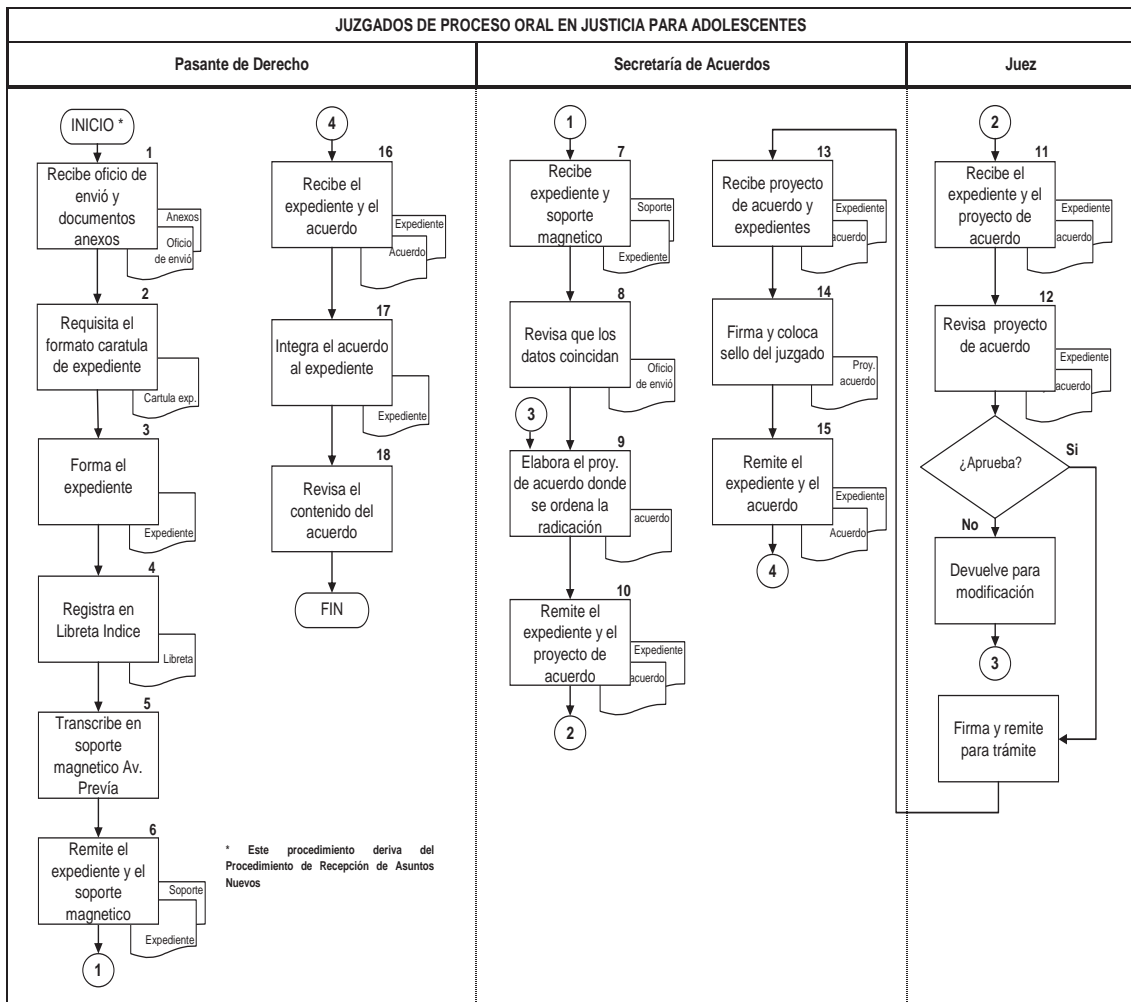 JUZGADOS DE PROCESO ORAL EN JUSTICIA PARA ADOLESCENTES
Pasante de Derecho
INICIO *
1
Recibe oficio de
envió y
documentos
anexos
Anexos
Oficio
de envió
2
Requisita el
formato caratula
de expediente
Cartula exp.
3
Forma el
expediente
Expediente
4
Registra en
Libreta Indice
Libreta
5
Transcribe en
soporte
magnetico Av.
Prevía
6
Remite el
expediente y el
soporte
magnetico
Soporte
Expediente
1
4
16
Recibe el
expediente y el
acuerdo
Expediente
Acuerdo
17
Integra el acuerdo
al expediente
Expediente
18
Revisa el
contenido del
acuerdo
FIN
* Este procedimiento deriva del
Procedimiento de Recepción de Asuntos
Nuevos
Secretaría de Acuerdos
1
7
Recibe
expediente y
soporte
magnetico
Soporte
Expediente
8
Revisa que los
datos coincidan
Oficio
de envió
3
9
Elabora el proy.
de acuerdo donde
se ordena la
radicación
acuerdo
10
Remite el
expediente y el
proyecto de
acuerdo
Expediente
acuerdo
2
13
Recibe proyecto
de acuerdo y
expedientes
Expediente
acuerdo
14
Firma y coloca
sello del juzgado
Proy.
acuerdo
15
Remite el
expediente y el
acuerdo
Expediente
Acuerdo
4
Juez
2
11
Recibe el
expediente y el
proyecto de
acuerdo
Expediente
acuerdo
12
Revisa proyecto
de acuerdo
Expediente
acuerdo
¿Aprueba?
Si
No
Devuelve para
modificación
3
Firma y remite
para trámite